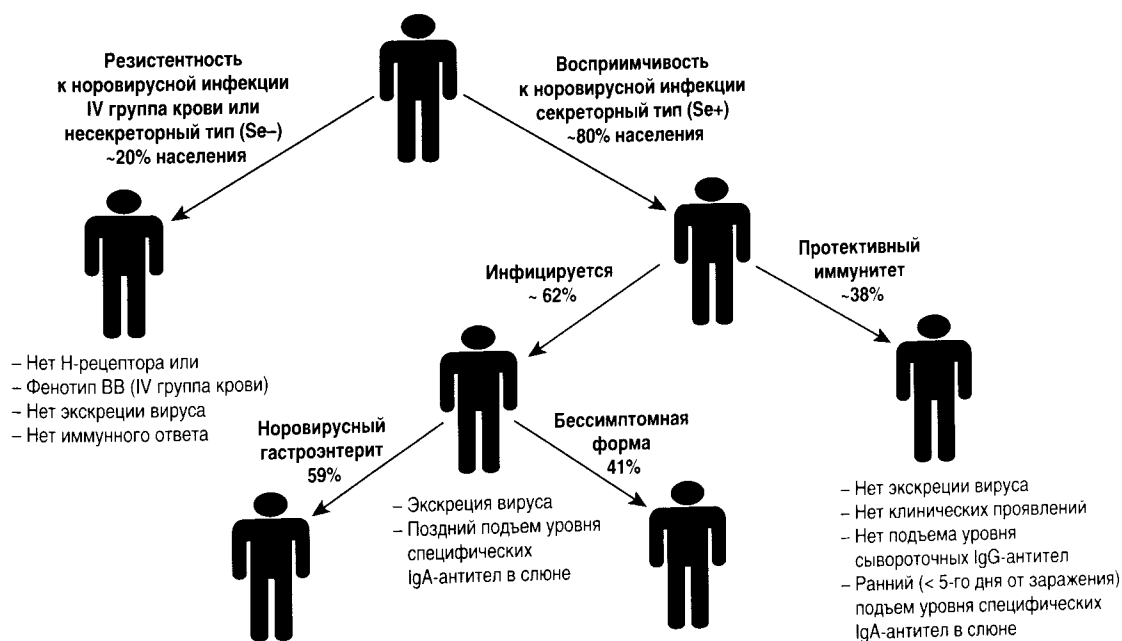 Резистентность
к норовирусной инфекции
IV группа крови или
несекреторный тип (Se–)
~20% населения
Восприимчивость
к норовирусной инфекции
секреторный тип (Se+)
~80% населения
Инфицируется
~ 62%
Протективный
иммунитет
~38%
– Нет Н-рецептора или
– Фенотип ВВ (IV группа крови)
– Нет экскреции вируса
– Нет иммунного ответа
Норовирусный
гастроэнтерит
59%
Бессимптомная
форма
41%
– Экскреция вируса
– Поздний подъем уровня
специфических
IgA-антител в слюне
– Нет экскреции вируса
– Нет клинических проявлений
– Нет подъема уровня
сывороточных IgG-антител
– Ранний (< 5-го дня от заражения)
подъем уровня специфических
IgA-антител в слюне